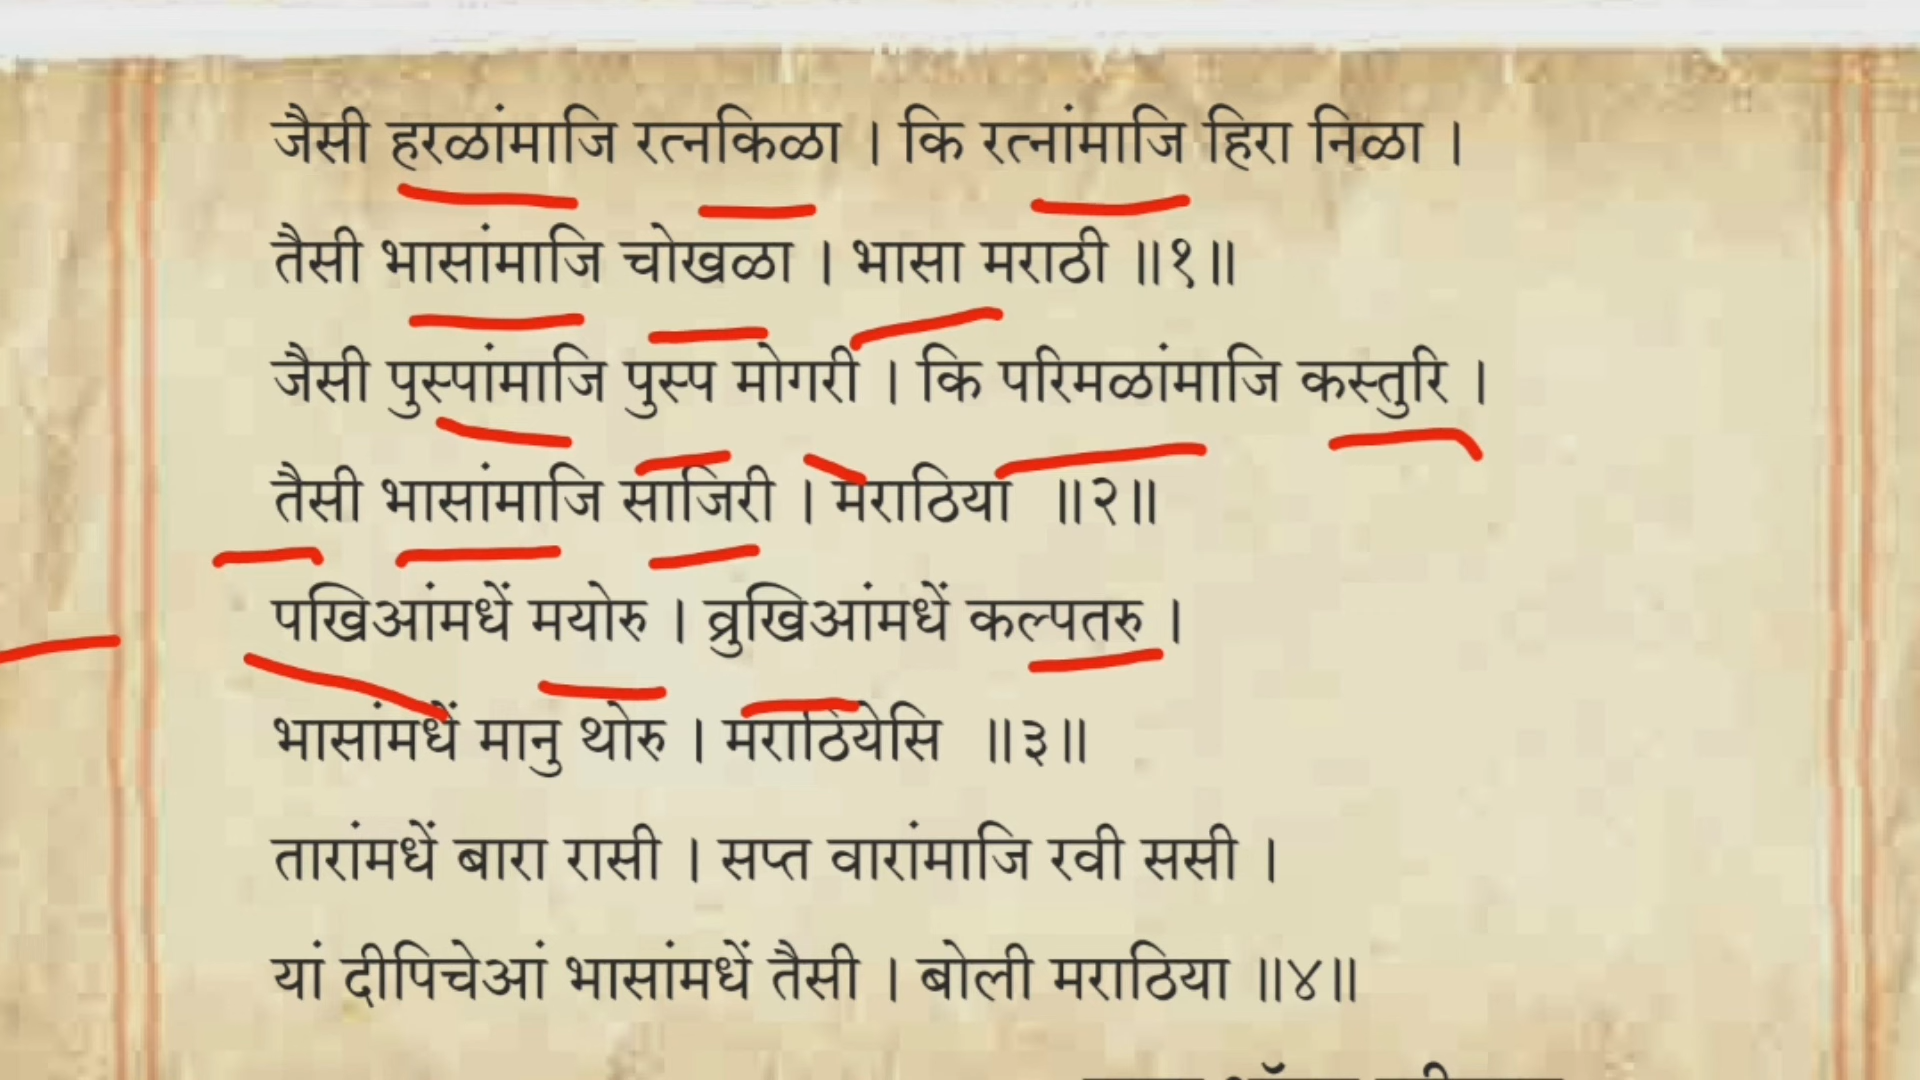 जैसी हरळांमाजि रत्नकिळा । कि रत्नांमाजि हिरा निळा ।
तैसी भासांमाजि चोखळा । भासा मराठी ॥१॥
जैसी पुस्पांमाजि पुस्प मोगरी । कि परिमळांमाजि कस्तुरि ।
तैसी भासांमाजि साजिरी । मराठिया ॥२॥
पखिआंमधें मयोरु । व्रुखिआंमधें कल्पतरु ।
भासांमधें मानु थोरु । मराठियेसि ॥३॥
तारांमधें बारा रासी । सप्त वारांमाजि रवी ससी ।
यां दीपिचेआं भासांमधें तैसी । बोली मराठिया ॥४॥